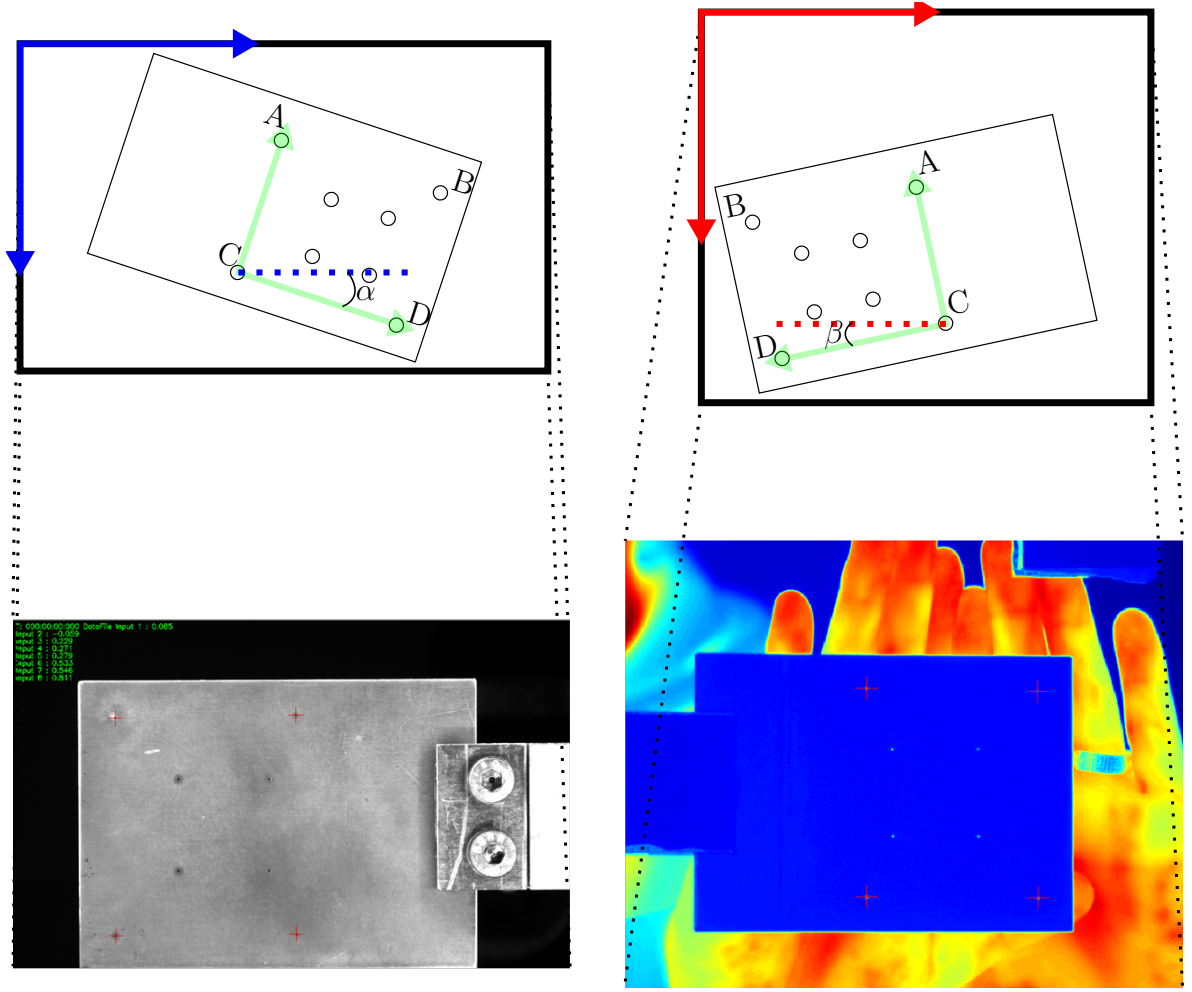 A
B
C
α
D
A
B
C
β
D
T: 000:00:00:000 DataFile Input 1 : 0.085
Input 2 : -0.059
Input 3 : 0.229
Input 4 : 0.271
Input 5 : 0.279
Input 6 : 0.533
Input 7 : 0.546
Input 8 : 0.811